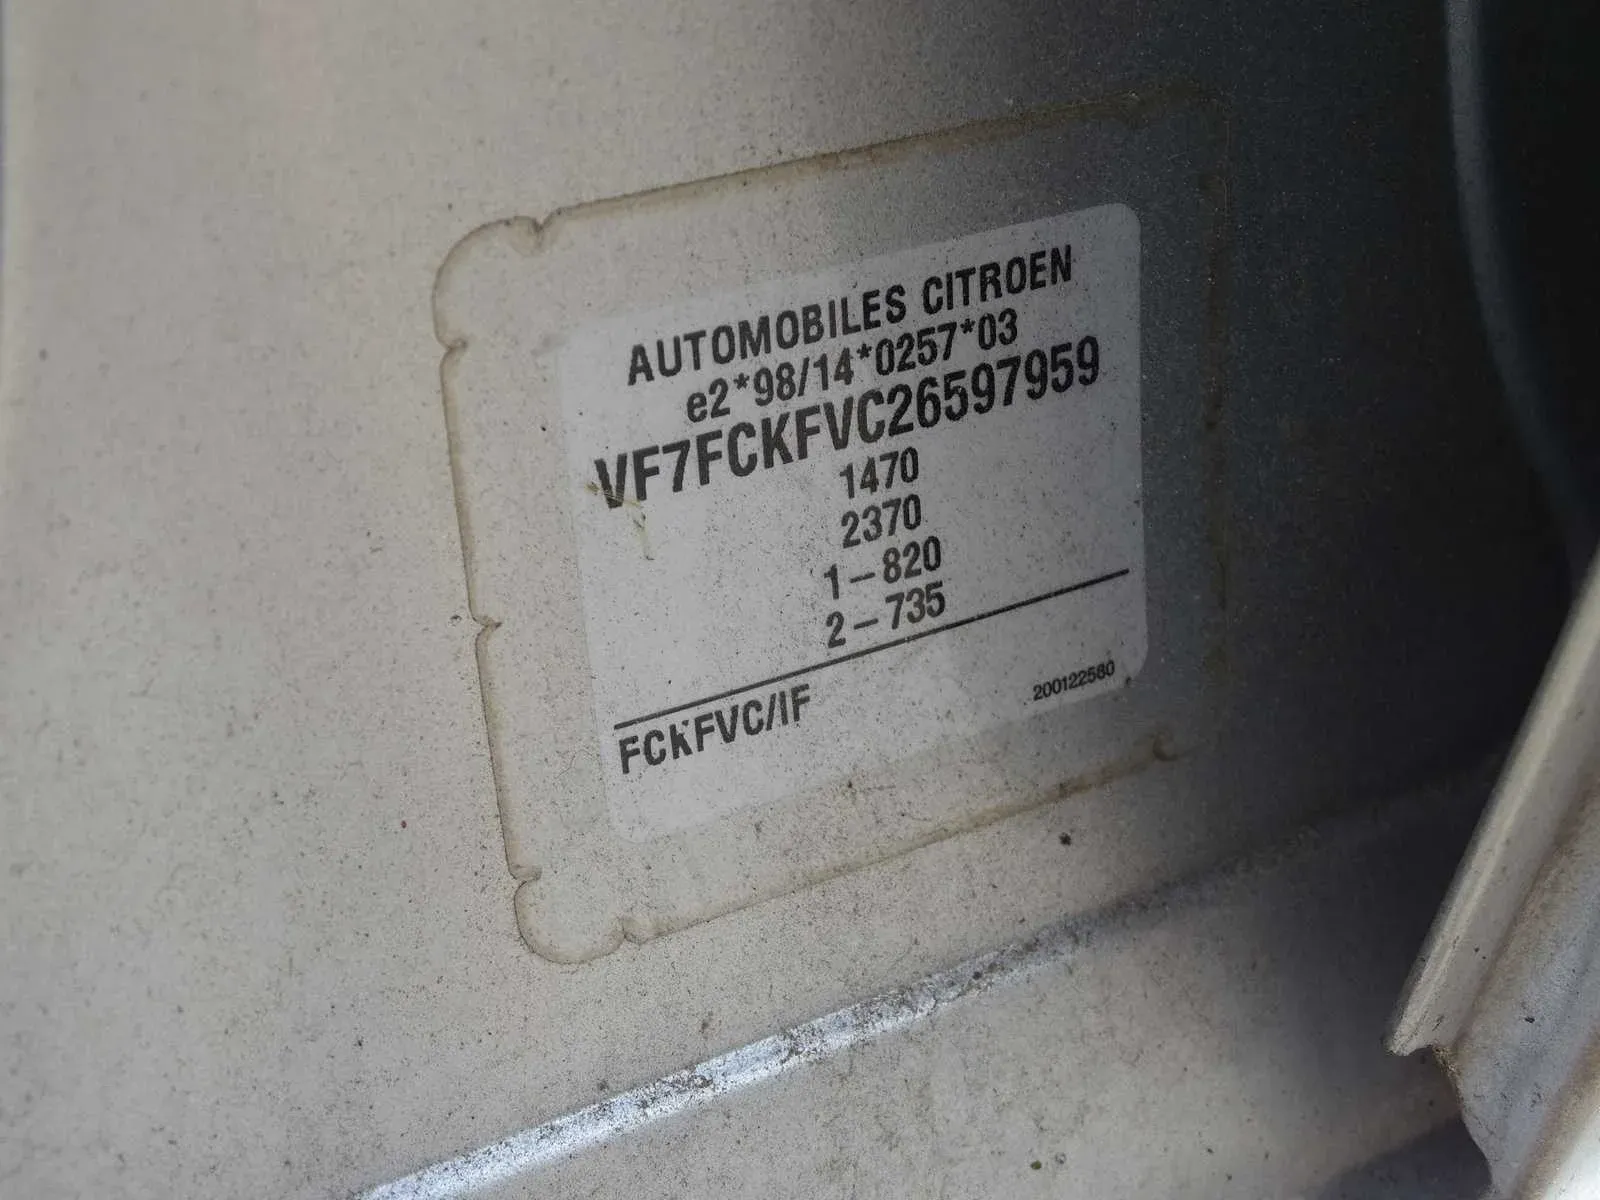 AUTOMOBILES CITROEN
e2*98/14*0257*03
VF7FCKFVC26597959
1470
2370
1-820
2-735
FCKFVC/IF
200122580